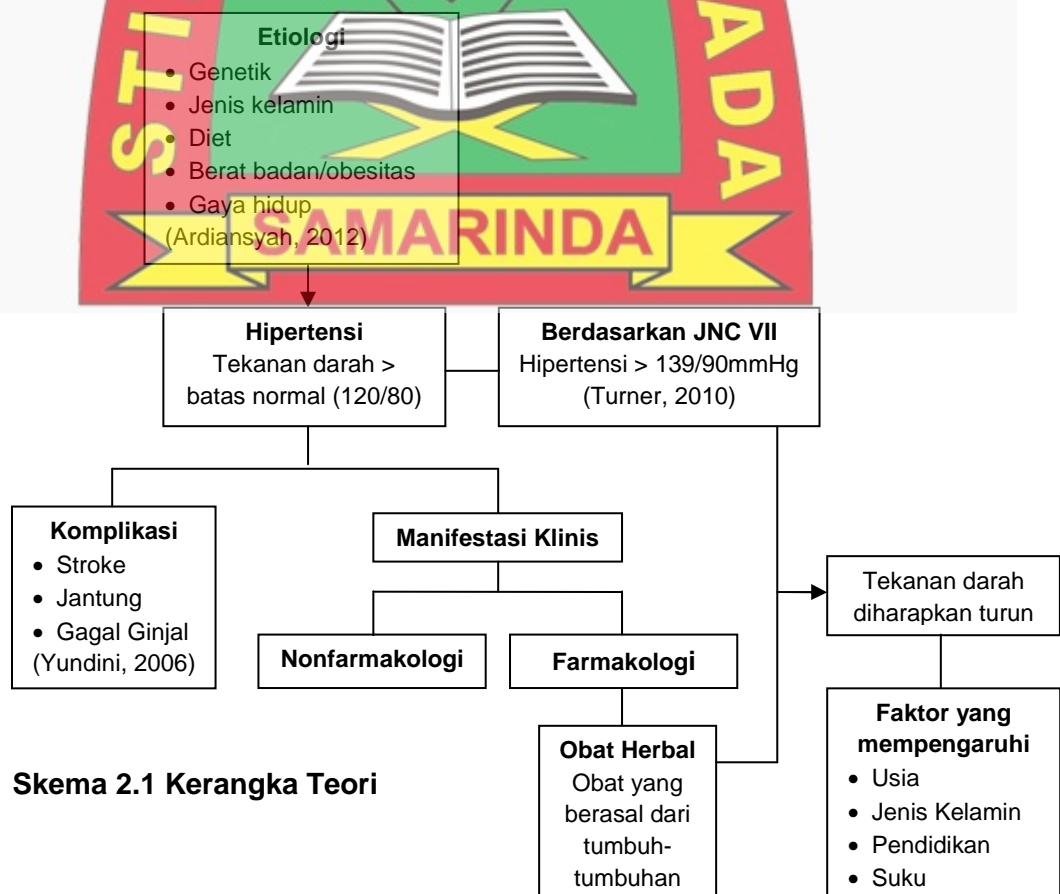 STI
ADA
SAMARINDA
Etiologi
• Genetik
• Jenis kelamin
• Diet
• Berat badan/obesitas
• Gaya hidup
(Ardiansyah, 2012)
Hipertensi
Tekanan darah >
batas normal (120/80)
Berdasarkan JNC VII
Hipertensi > 139/90mmHg
(Turner, 2010)
Komplikasi
• Stroke
• Jantung
• Gagal Ginjal
(Yundini, 2006)
Manifestasi Klinis
Nonfarmakologi
Farmakologi
Tekanan darah
diharapkan turun
Obat Herbal
Obat yang
berasal dari
tumbuh-
tumbuhan
Faktor yang
mempengaruhi
• Usia
• Jenis Kelamin
• Pendidikan
• Suku
Skema 2.1 Kerangka Teori